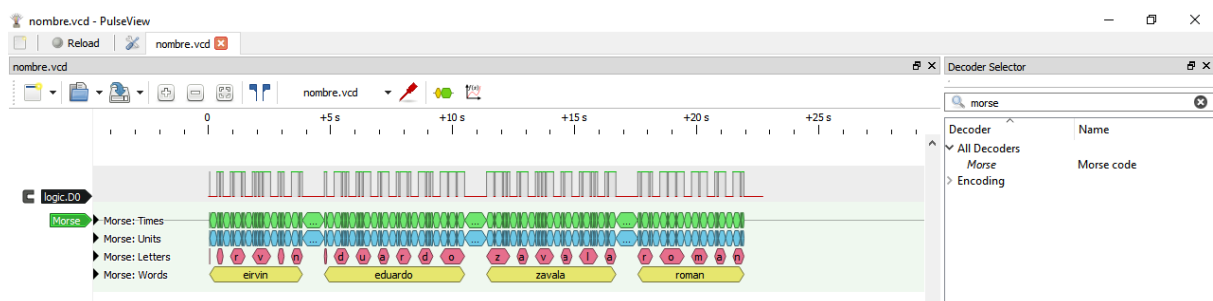 nombre.vcd - PulseView
Reload nombre.vcd
nombre.vcd Decoder Selector
nombre.vcd
morse
0 +5 s +10 s +15 s +20 s +25 s
Decoder Name
All Decoders
Morse Morse code
Encoding
logic.D0
Morse Morse: Times ... ... ...
Morse: Units ... ... ...
Morse: Letters r v n d u a r d o z a v a l a r o m a n
Morse: Words eirvin eduardo zavala roman